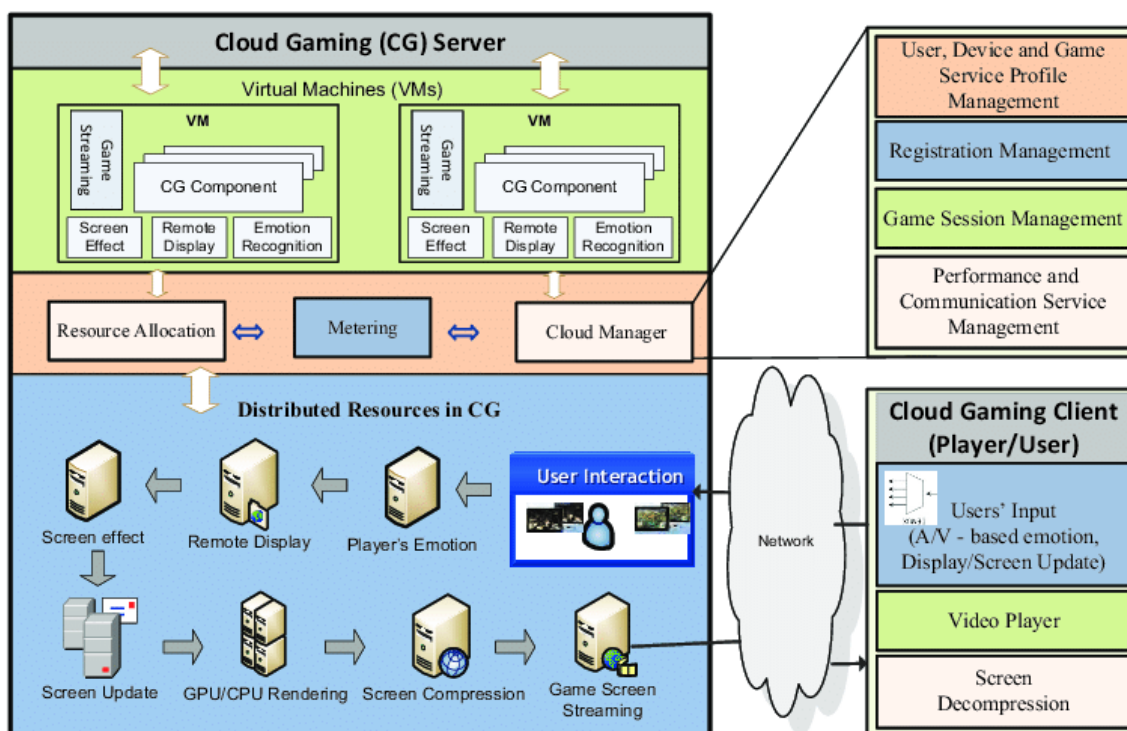 Cloud Gaming (CG) Server
Virtual Machines (VMs)
VM
Game
Streaming
CG Component
Screen
Effect
Remote
Display
Emotion
Recognition
VM
Game
Streaming
CG Component
Screen
Effect
Remote
Display
Emotion
Recognition
Resource Allocation
Metering
Cloud Manager
User, Device and Game
Service Profile
Management
Registration Management
Game Session Management
Performance and
Communication Service
Management
Distributed Resources in CG
User Interaction
Player's Emotion
Remote Display
Screen effect
Screen Update
GPU/CPU Rendering
Screen Compression
Game Screen
Streaming
Network
Cloud Gaming Client
(Player/User)
Users' Input
(A/V - based emotion,
Display/Screen Update)
Video Player
Screen
Decompression